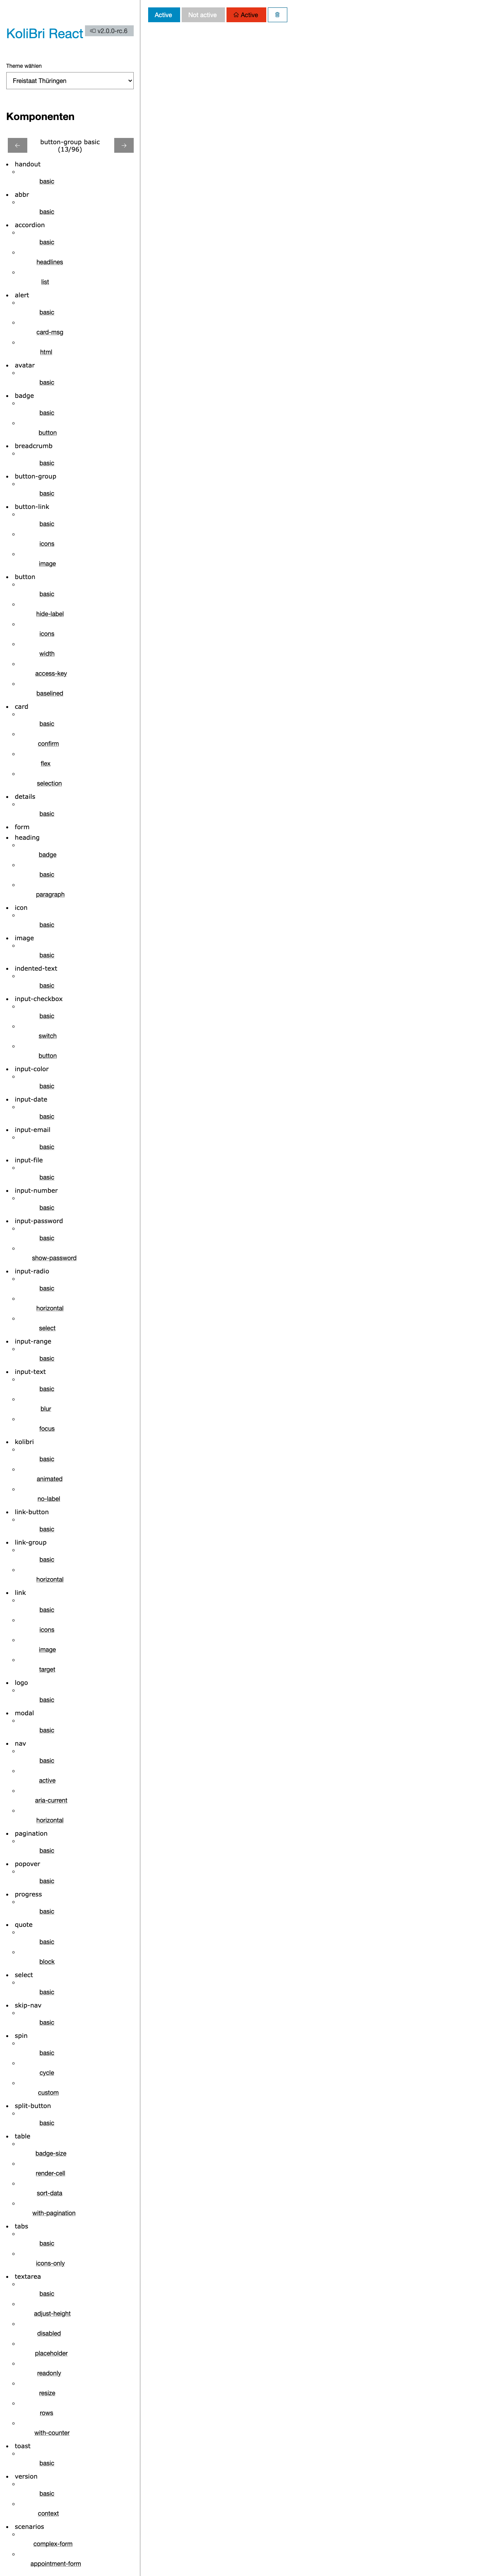 KoliBri React
v2.0.0-rc.6
Theme wählen
Freistaat Thüringen
Komponenten
button-group basic
(13/96)
handout
basic
abbr
basic
accordion
basic
headlines
list
alert
basic
card-msg
html
avatar
basic
badge
basic
button
breadcrumb
basic
button-group
basic
button-link
basic
icons
image
button
basic
hide-label
icons
width
access-key
baselined
card
basic
confirm
flex
selection
details
basic
form
heading
badge
basic
paragraph
icon
basic
image
basic
indented-text
basic
input-checkbox
basic
switch
button
input-color
basic
input-date
basic
input-email
basic
input-file
basic
input-number
basic
input-password
basic
show-password
input-radio
basic
horizontal
select
input-range
basic
input-text
basic
blur
focus
kolibri
basic
animated
no-label
link-button
basic
link-group
basic
horizontal
link
basic
icons
image
target
logo
basic
modal
basic
nav
basic
active
aria-current
horizontal
pagination
basic
popover
basic
progress
basic
quote
basic
block
select
basic
skip-nav
basic
spin
basic
cycle
custom
split-button
basic
table
badge-size
render-cell
sort-data
with-pagination
tabs
basic
icons-only
textarea
basic
adjust-height
disabled
placeholder
readonly
resize
rows
with-counter
toast
basic
version
basic
context
scenarios
complex-form
appointment-form
Active
Not active
Active